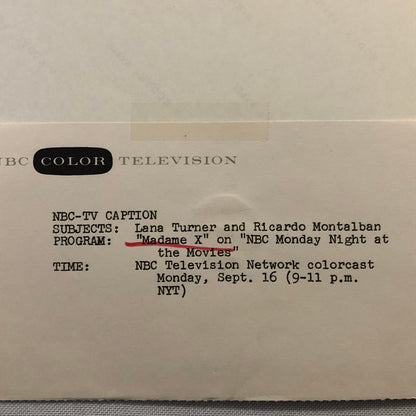 NBC COLOR TELEVISION
NBC-TV CAPTION
SUBJECTS: Lana Turner and Ricardo Montalban
PROGRAM: "Madame X" on "NBC Monday Night at
the Movies"
TIME: NBC Television Network colorcast
Monday, Sept. 16 (9-11 p.m.
NYT)